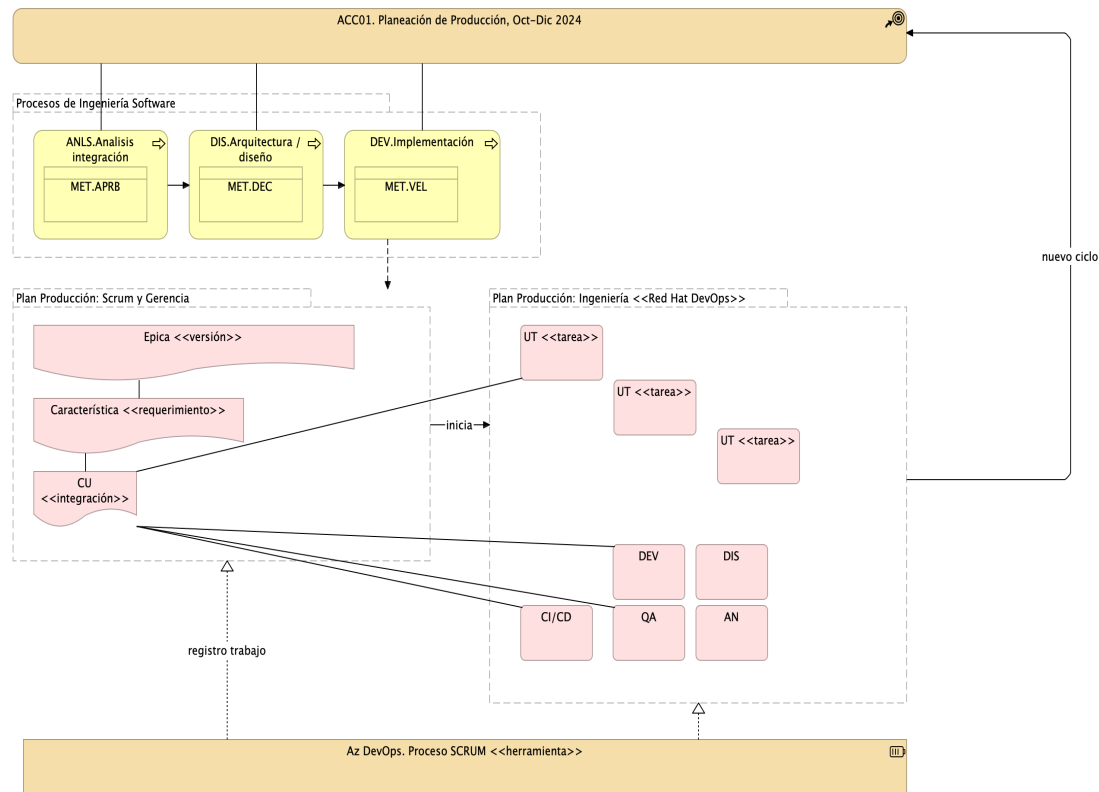 ACC01. Planeación de Producción, Oct-Dic 2024
Procesos de Ingeniería Software
ANLS.Analisis
integración
MET.APRB
DIS.Arquitectura /
diseño
MET.DEC
DEV.Implementación
MET.VEL
nuevo ciclo
Plan Producción: Scrum y Gerencia
Epica <<versión>>
Característica <<requerimiento>>
CU
<<integración>>
inicia
Plan Producción: Ingeniería <<Red Hat DevOps>>
UT <<tarea>>
UT <<tarea>>
UT <<tarea>>
DEV
DIS
CI/CD
QA
AN
registro trabajo
Az DevOps. Proceso SCRUM <<herramienta>>